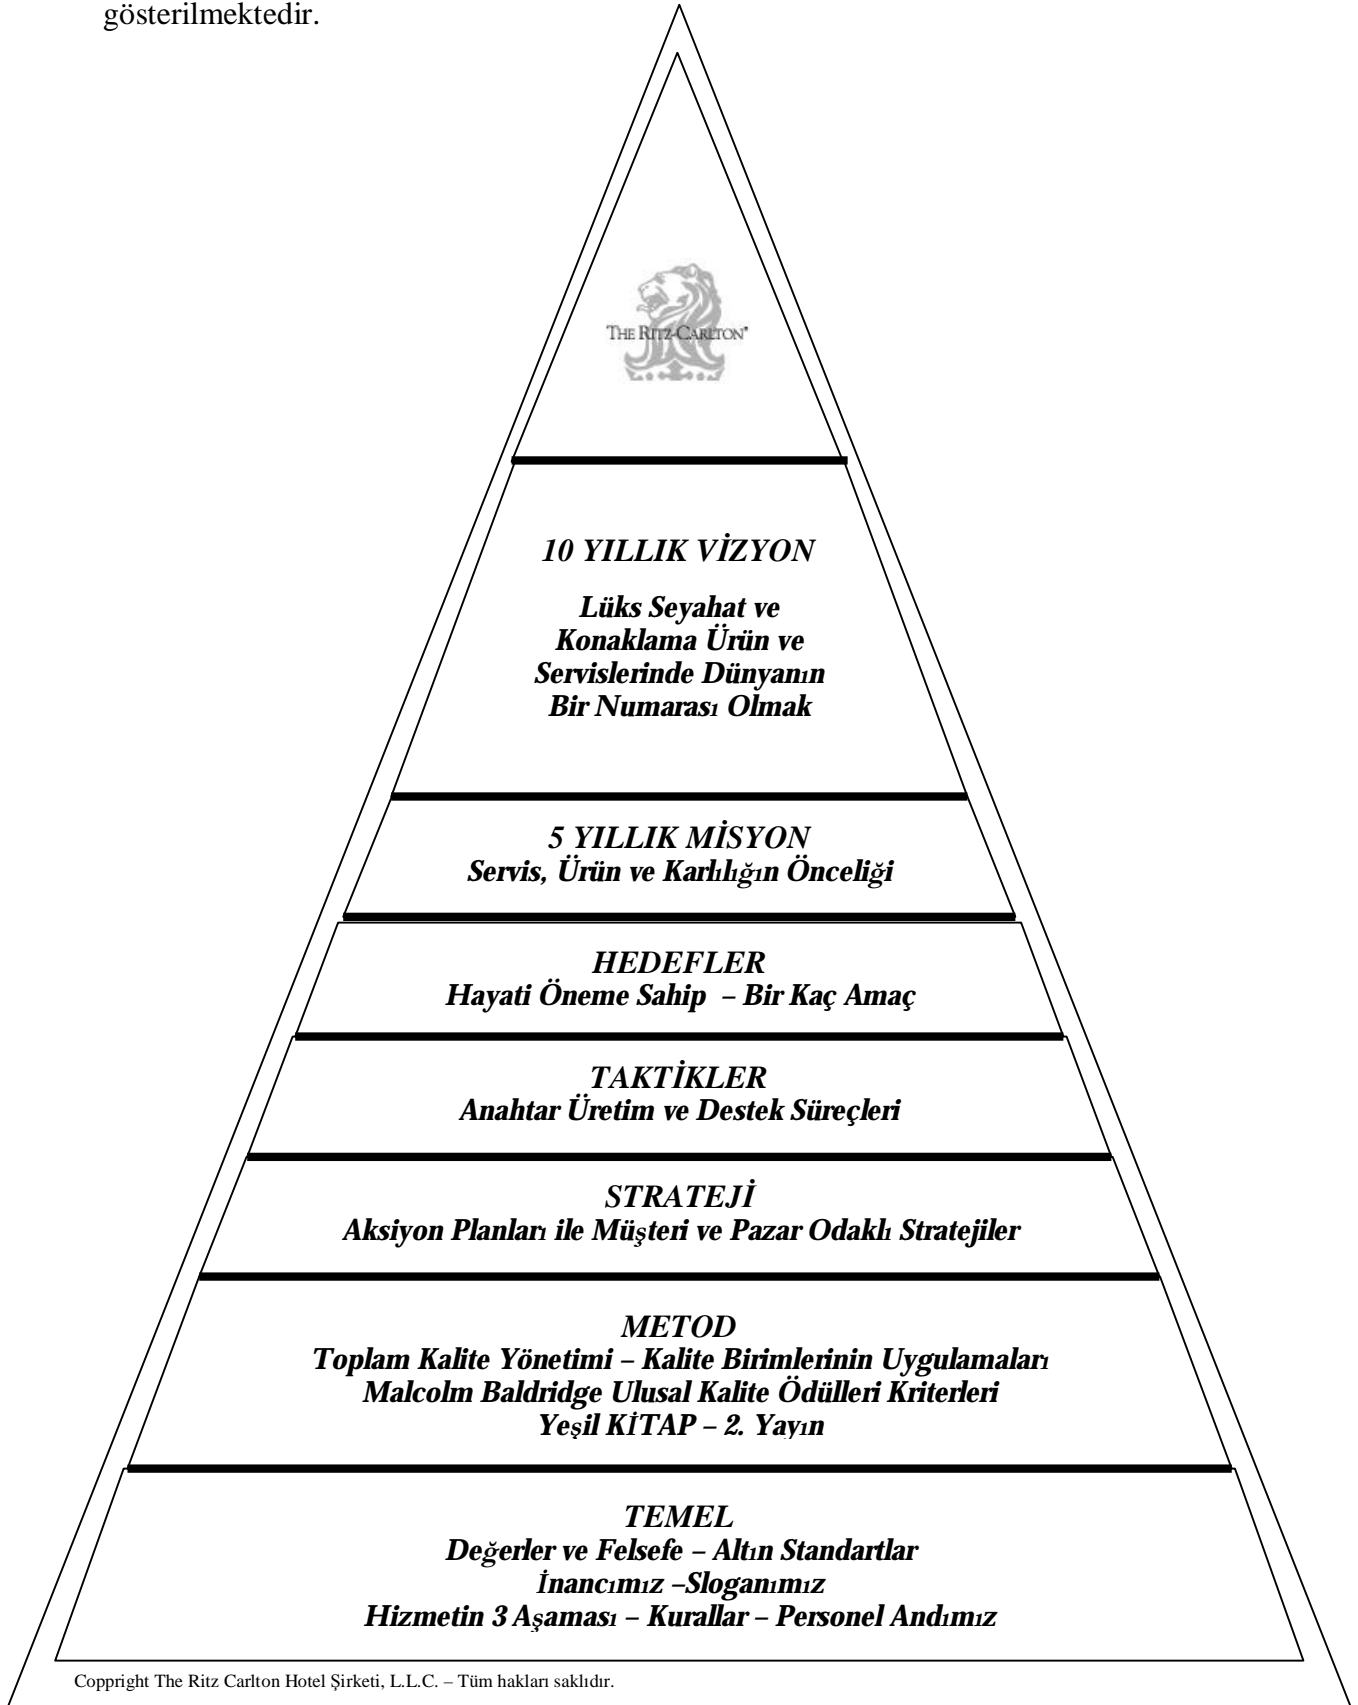 gösterilmektedir.
THE RITZ-CARLTON®
10 YILLIK VİZYON
Lüks Seyahat ve
Konaklama Ürün ve
Servislerinde Dünyanın
Bir Numarası Olmak
5 YILLIK MİSYON
Servis, Ürün ve Karlılığın Önceliği
HEDEFLER
Hayati Öneme Sahip – Bir Kaç Amaç
TAKTİKLER
Anahtar Üretim ve Destek Süreçleri
STRATEJİ
Aksiyon Planları ile Müşteri ve Pazar Odaklı Stratejiler
METOD
Toplam Kalite Yönetimi – Kalite Birimlerinin Uygulamaları
Malcolm Baldridge Ulusal Kalite Ödülleri Kriterleri
Yeşil KİTAP – 2. Yayın
TEMEL
Değerler ve Felsefe – Altın Standartlar
İnancımız –Sloganımız
Hizmetin 3 Aşaması – Kurallar – Personel Andımız
Coppright The Ritz Carlton Hotel Şirketi, L.L.C. – Tüm hakları saklıdır.